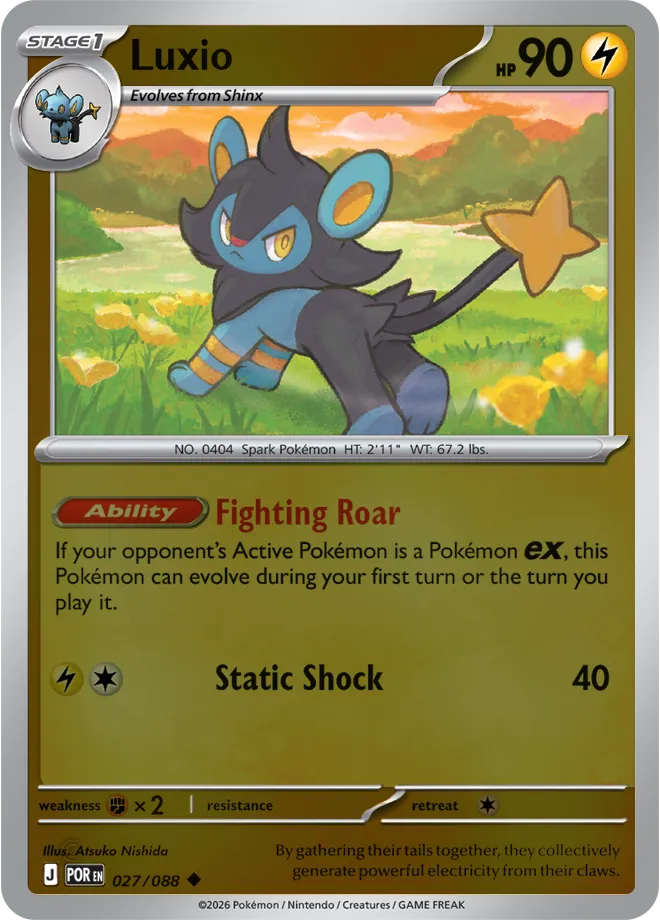 STAGE1
Luxio
HP 90
Evolves from Shinx
NO. 0404 Spark Pokémon HT: 2'11" WT: 67.2 lbs.
Ability Fighting Roar
If your opponent's Active Pokémon is a Pokémon ex, this
Pokémon can evolve during your first turn or the turn you
play it.
Static Shock 40
weakness ×2 resistance retreat
Illus. Atsuko Nishida
By gathering their tails together, they collectively
generate powerful electricity from their claws.
J POR EN 027/088
©2026 Pokémon / Nintendo / Creatures / GAME FREAK